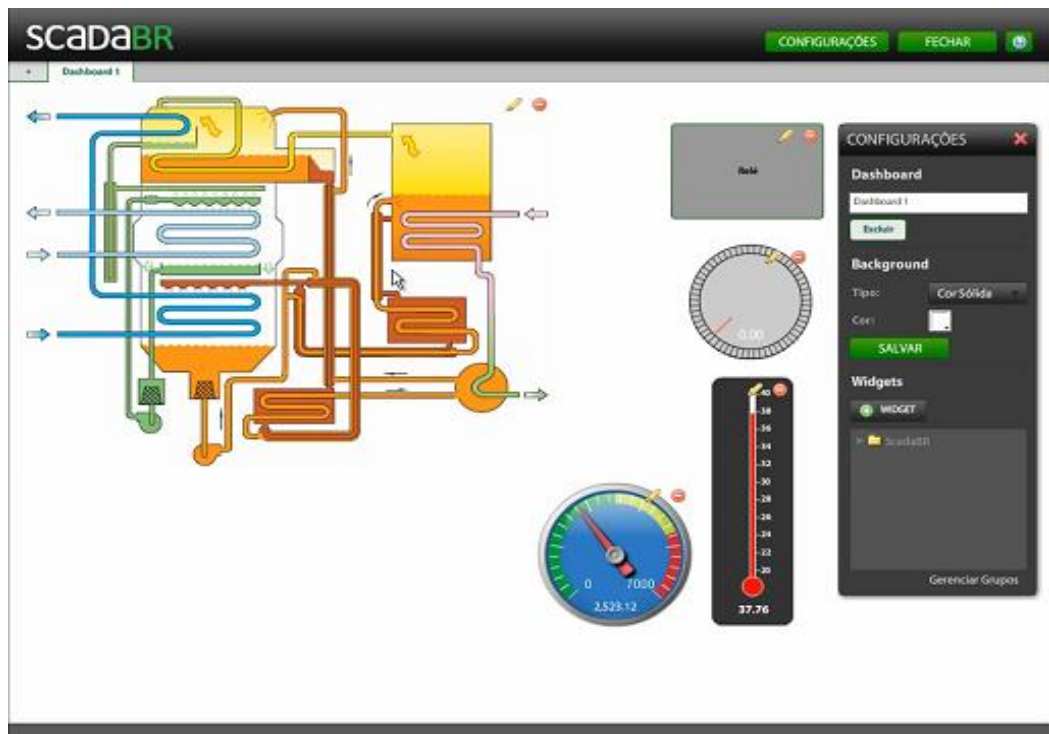 scadaBR
CONFIGURAÇÕES
FECHAR
+
Dashboard 1
Relé
0.00
0
7000
2,523.12
40
38
36
34
32
30
28
26
24
22
20
37.76
CONFIGURAÇÕES
Dashboard
Dashboard 1
Excluir
Background
Tipo:
Cor Sólida
Cor:
SALVAR
Widgets
WIDGET
ScadaBR
Gerenciar Grupos